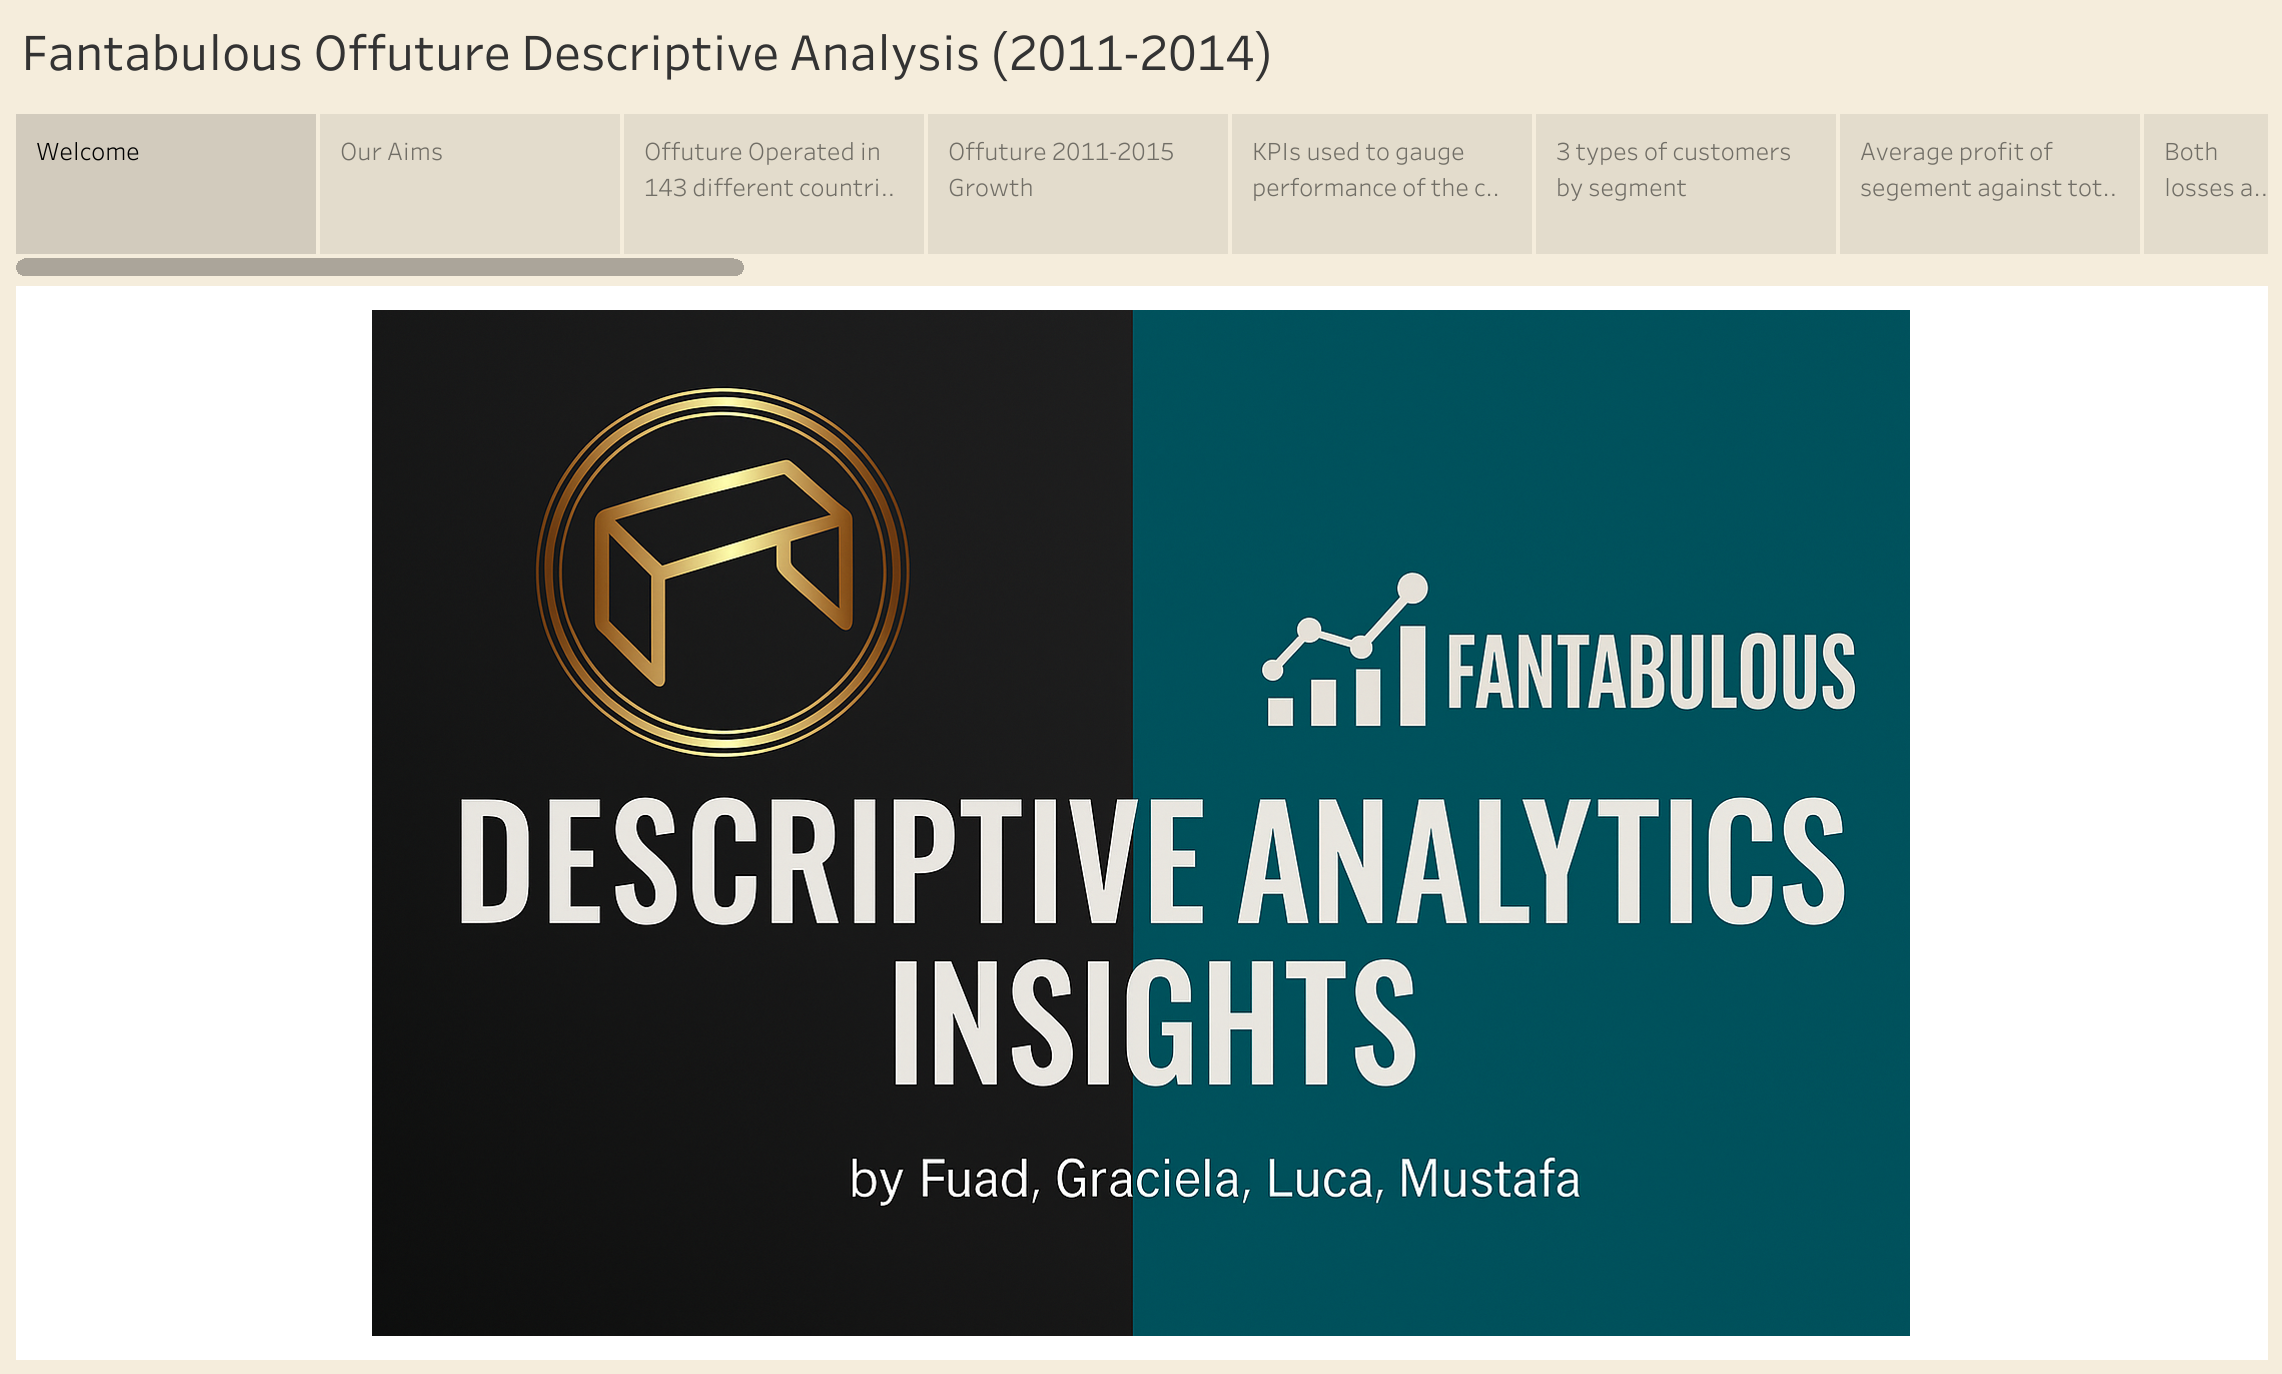 Fantabulous Offuture Descriptive Analysis (2011-2014)
Welcome
Our Aims
Offuture Operated in
143 different countri..
Offuture 2011-2015
Growth
KPIs used to gauge
performance of the c..
3 types of customers
by segment
Average profit of
segement against tot..
Both
losses a..
FANTABULOUS
DESCRIPTIVE ANALYTICS
INSIGHTS
by Fuad, Graciela, Luca, Mustafa